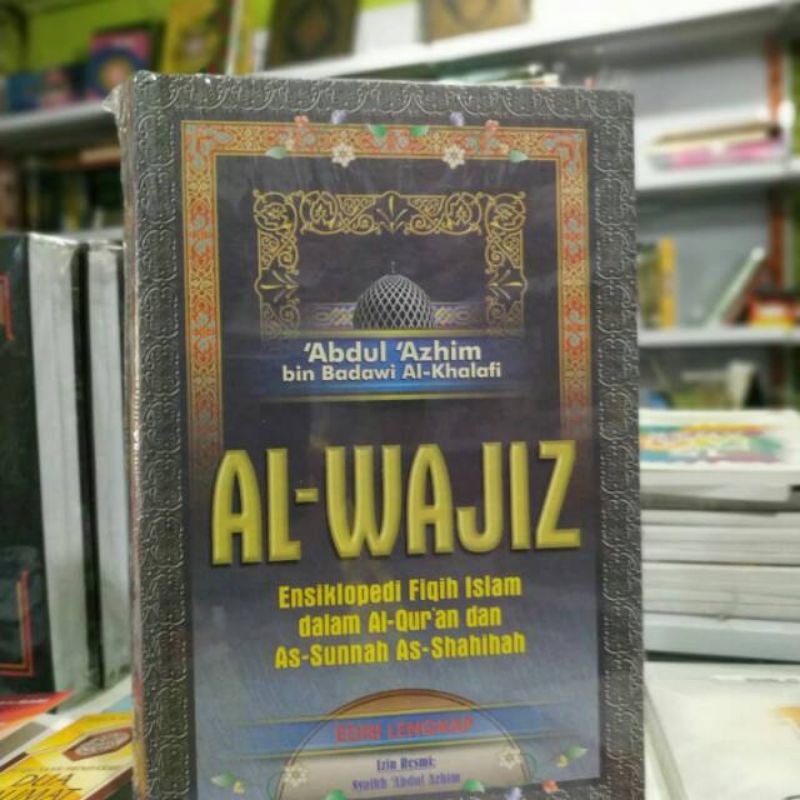 'Abdul 'Azhim
bin Badawi Al-Khalafi
AL-WAJIZ
Ensiklopedi Fiqih Islam
dalam Al-Qur'an dan
As-Sunnah As-Shahihah
EDISI LENGKAP
Izin Resmi:
Syaikh 'Abdul Azhim
DUA